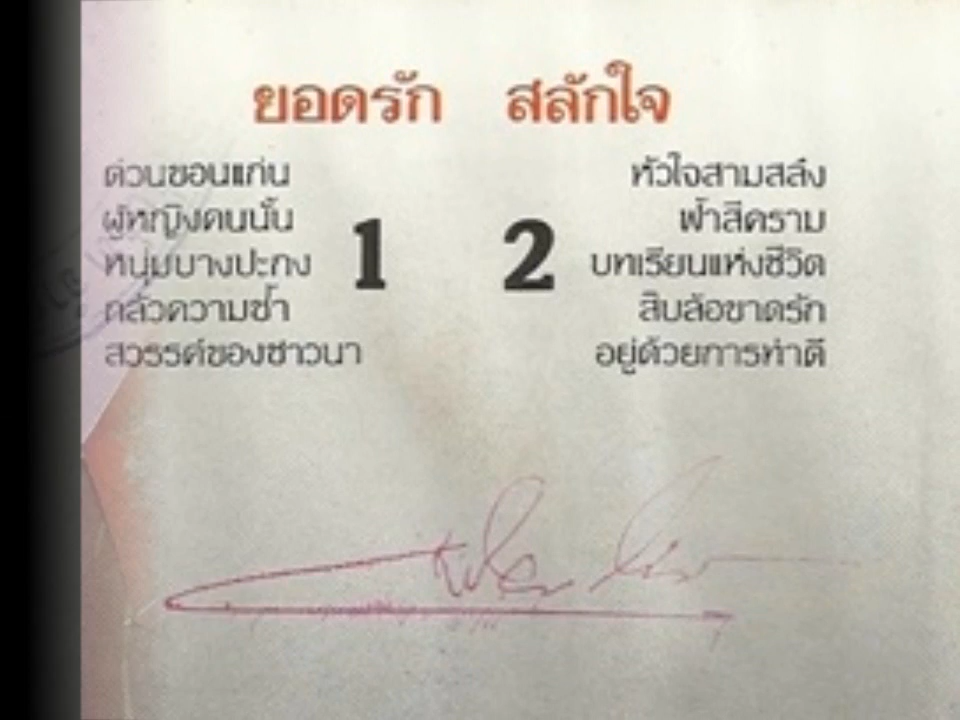 ยอดรัก สลักใจ
ด่วนขอนแก่น
ผู้หญิงคนนั้น
หนุ่มบางปะกง
กลัวความช้ำ
สวรรค์ของชาวนา
1
2
หัวใจสามสลึง
ฟ้าสีคราม
บทเรียนแห่งชีวิต
สิบล้อขาดรัก
อยู่ด้วยการทำดี